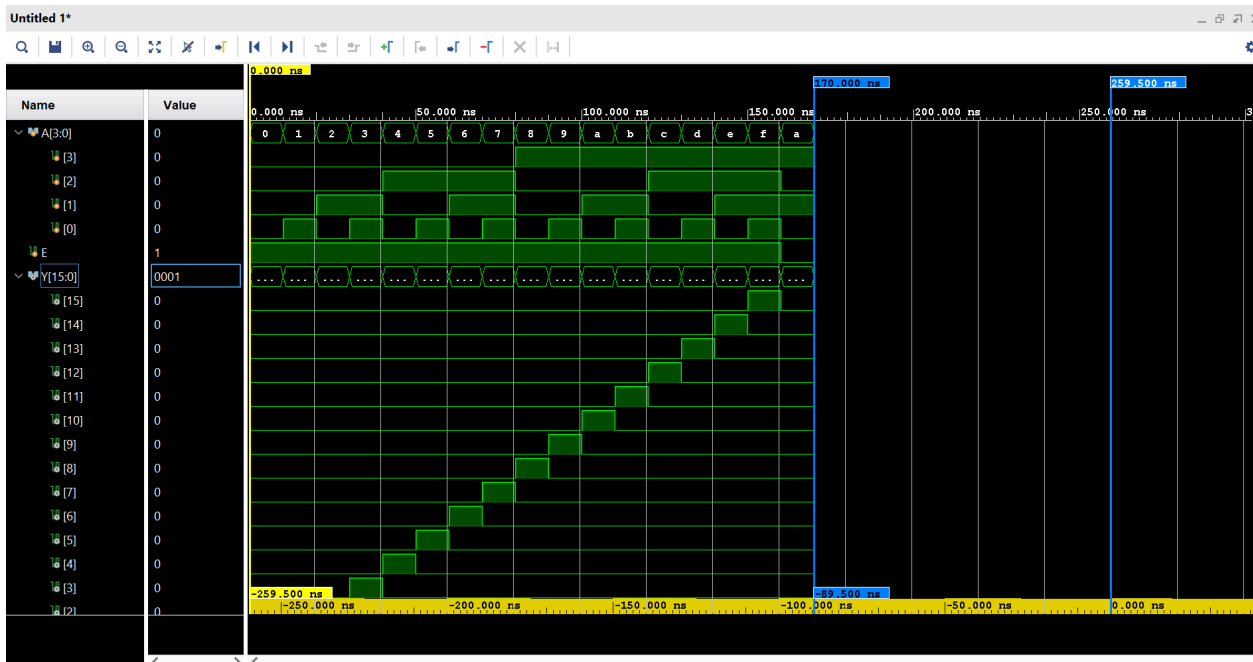 Untitled 1*
0.000 ns
170.000 ns 259.500 ns
Name Value 0.000 ns 50.000 ns 100.000 ns 150.000 ns 200.000 ns 250.000 ns 3
A[3:0] 0 0 1 2 3 4 5 6 7 8 9 a b c d e f a
[3] 0
[2] 0
[1] 0
[0] 0
E 1
Y[15:0] 0001 ... ... ... ... ... ... ... ... ... ... ... ... ... ... ... ... ...
[15] 0
[14] 0
[13] 0
[12] 0
[11] 0
[10] 0
[9] 0
[8] 0
[7] 0
[6] 0
[5] 0
[4] 0
[3] 0 -259.500 ns -89.500 ns
[2] 0 -250.000 ns -200.000 ns -150.000 ns -100.000 ns -50.000 ns 0.000 ns